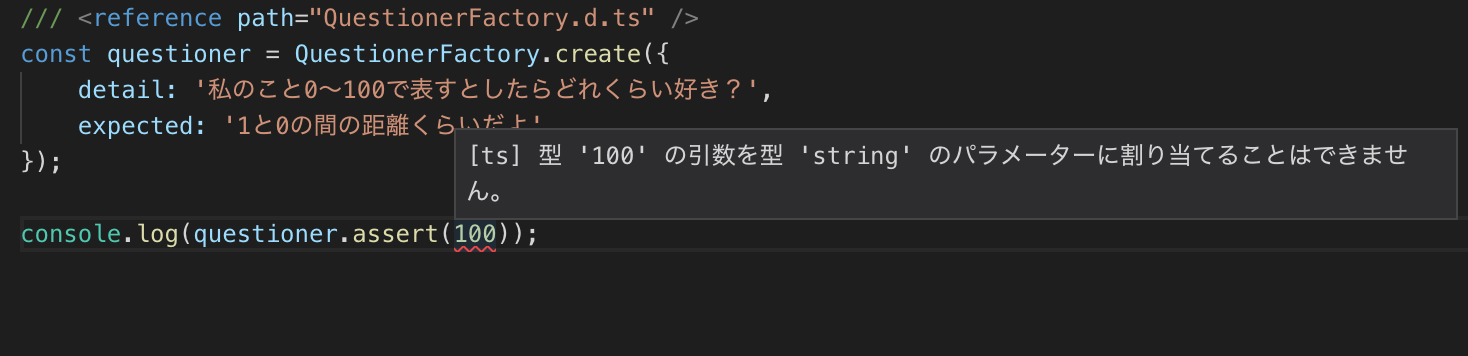 /// <reference path="QuestionerFactory.d.ts" />
const questioner = QuestionerFactory.create({
detail: '私のこと0〜100で表すとしたらどれくらい好き？',
expected: '1と0の間の距離くらいだよ'
});
[ts] 型 '100' の引数を型 'string' のパラメーターに割り当てることはできませ
ん。
console.log(questioner.assert(100));